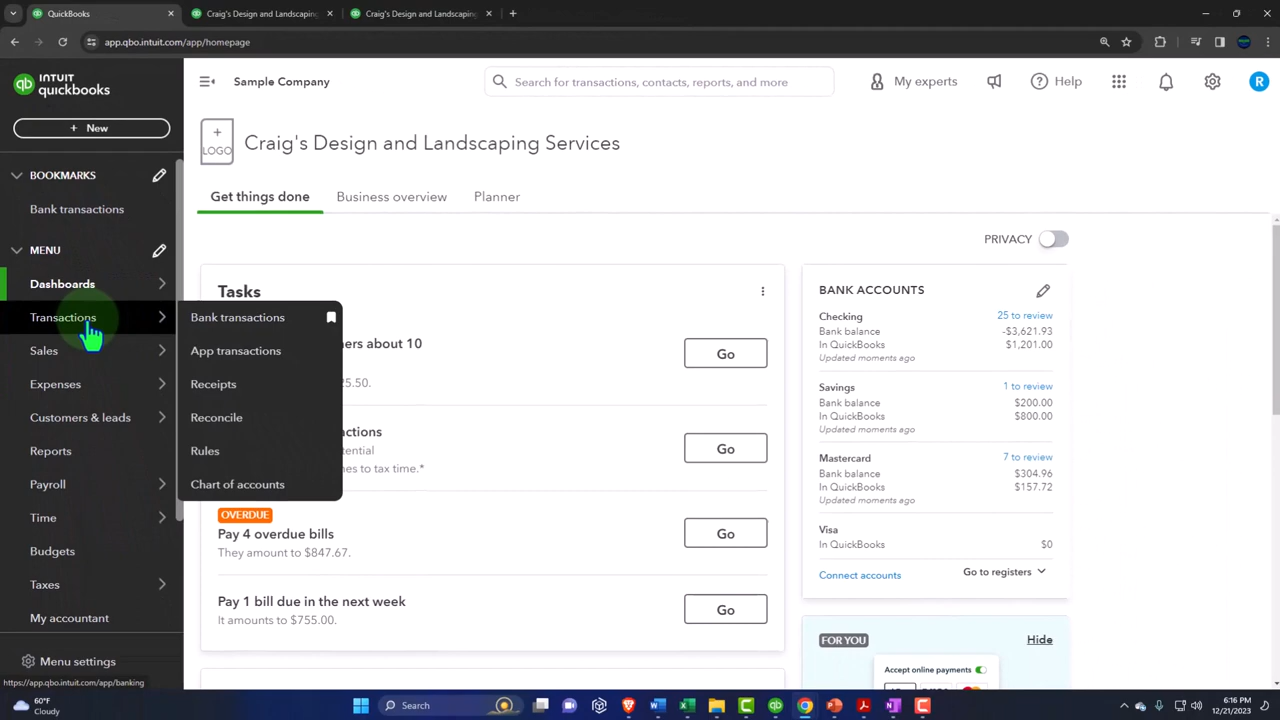 QuickBooks
Craig's Design and Landscaping
Craig's Design and Landscaping S
app.qbo.intuit.com/app/homepage
INTUIT
quickbooks
Sample Company
Search for transactions, contacts, reports, and more
My experts
Help
R
+ New
+
LOGO
Craig's Design and Landscaping Services
BOOKMARKS
Bank transactions
Get things done
Business overview
Planner
MENU
PRIVACY
Dashboards
Transactions
Sales
Expenses
Customers & leads
Reports
Payroll
Time
Budgets
Taxes
My accountant
Menu settings
Bank transactions
App transactions
Receipts
Reconcile
Rules
Chart of accounts
Tasks
about 10
25.50.
Go
actions
Go
OVERDUE
Pay 4 overdue bills
They amount to $847.67.
Go
Pay 1 bill due in the next week
It amounts to $755.00.
Go
BANK ACCOUNTS
Checking
25 to review
Bank balance
-$3,621.93
In QuickBooks
$1,201.00
Updated moments ago
Savings
1 to review
Bank balance
$200.00
In QuickBooks
$800.00
Updated moments ago
Mastercard
7 to review
Bank balance
$304.96
In QuickBooks
$157.72
Updated moments ago
Visa
In QuickBooks
$0
Connect accounts
Go to registers
FOR YOU
Hide
Accept online payments
https://app.qbo.intuit.com/app/banking
60°F
Cloudy
Search
6:16 PM
12/21/2023